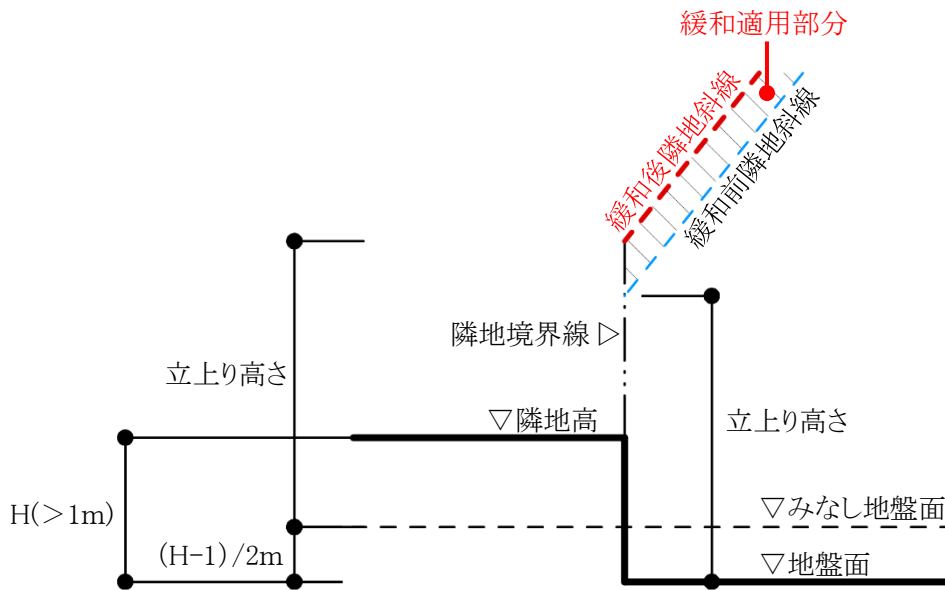 緩和適用部分
緩和後隣地斜線
緩和前隣地斜線
隣地境界線 ▷
立上り高さ
▽隣地高
立上り高さ
H(>1m)
▽みなし地盤面
(H-1)/2m
▽地盤面